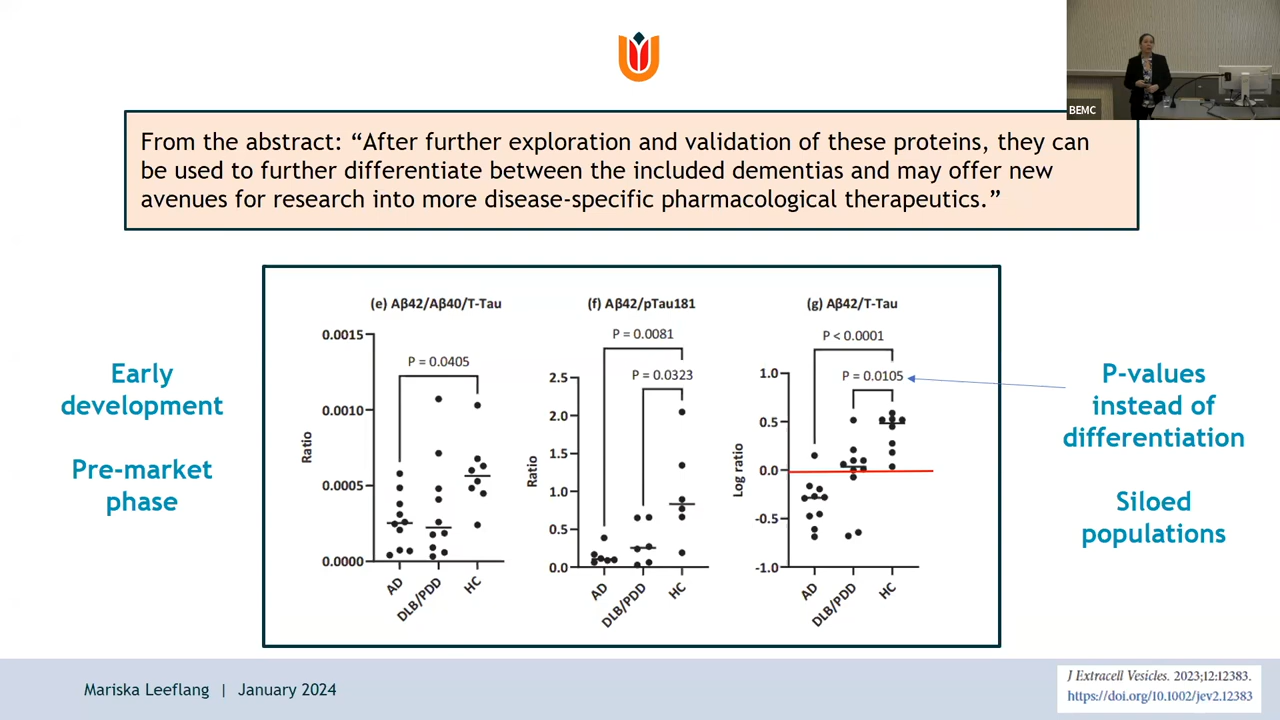 BEMC
From the abstract: “After further exploration and validation of these proteins, they can
be used to further differentiate between the included dementias and may offer new
avenues for research into more disease-specific pharmacological therapeutics.”
Early
development
Pre-market
phase
(e) Aβ42/Aβ40/T-Tau
P = 0.0405
0.0015
0.0010
0.0005
0.0000
Ratio
AD
DLB/PDD
HC
(f) Aβ42/pTau181
P = 0.0081
P = 0.0323
2.5
2.0
1.5
1.0
0.5
0.0
Ratio
AD
DLB/PDD
HC
(g) Aβ42/T-Tau
P < 0.0001
P = 0.0105
1.0
0.5
0.0
-0.5
-1.0
Log ratio
AD
DLB/PDD
HC
P-values
instead of
differentiation
Siloed
populations
Mariska Leeflang | January 2024
J Extracell Vesicles. 2023;12:12383.
https://doi.org/10.1002/jev2.12383